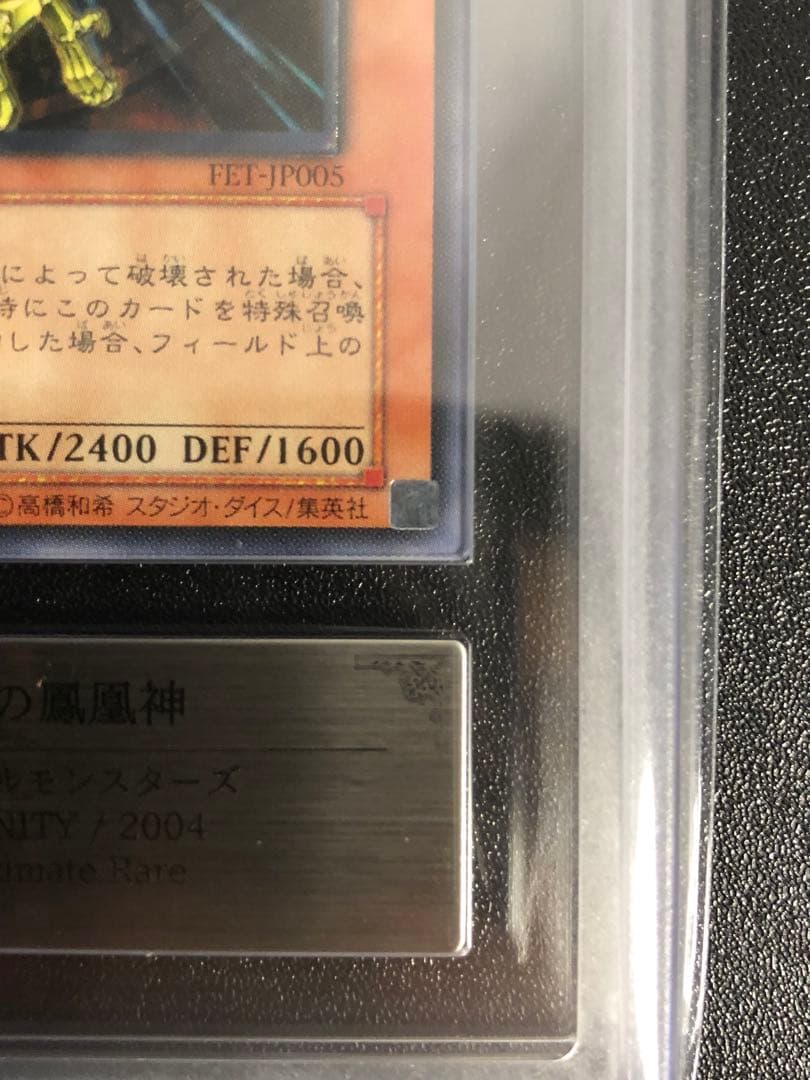 FET-JP005
によって破壊された場合、
時にこのカードを特殊召喚
した場合、フィールド上の
TK/2400 DEF/1600
©高橋和希 スタジオ・ダイス/集英社
の鳳凰神
ルモンスターズ
NITY / 2004
timate Rare